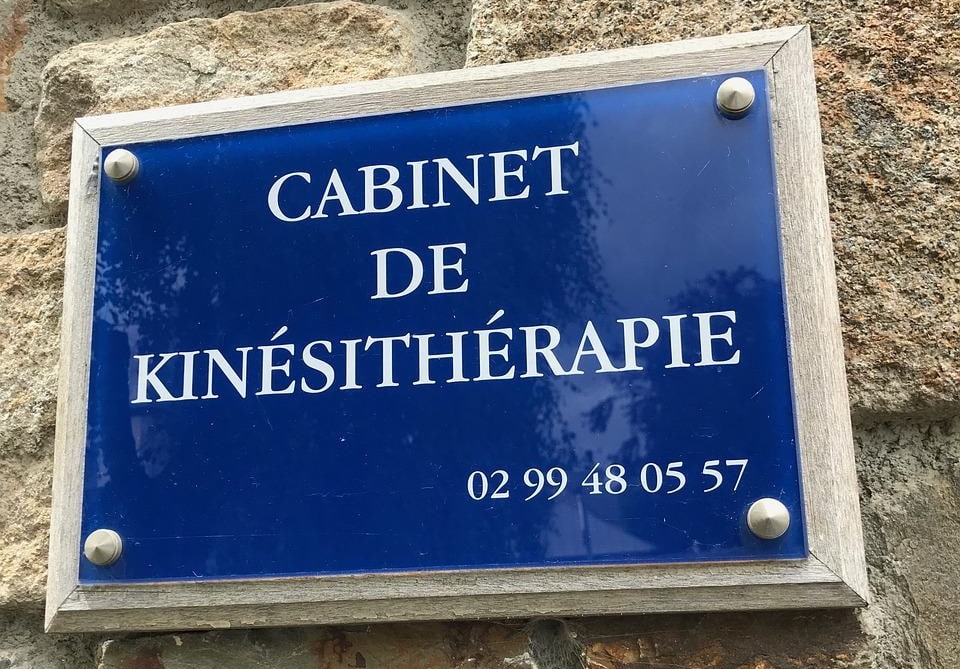 CABINET
DE
KINÉSITHÉRAPIE
02 99 48 05 57